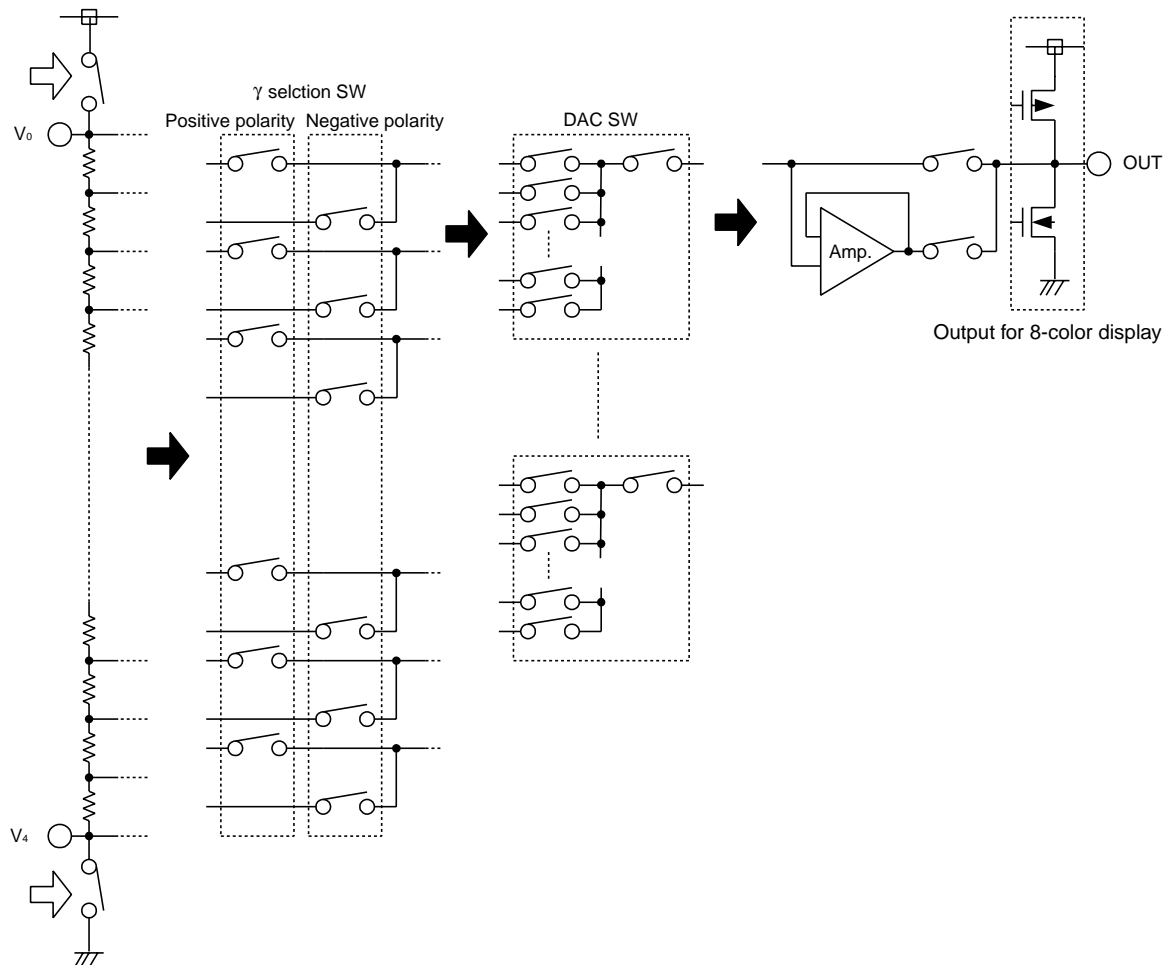 γ selction SW
Positive polarity Negative polarity
DAC SW
V₀
OUT
Amp.
Output for 8-color display
V₄